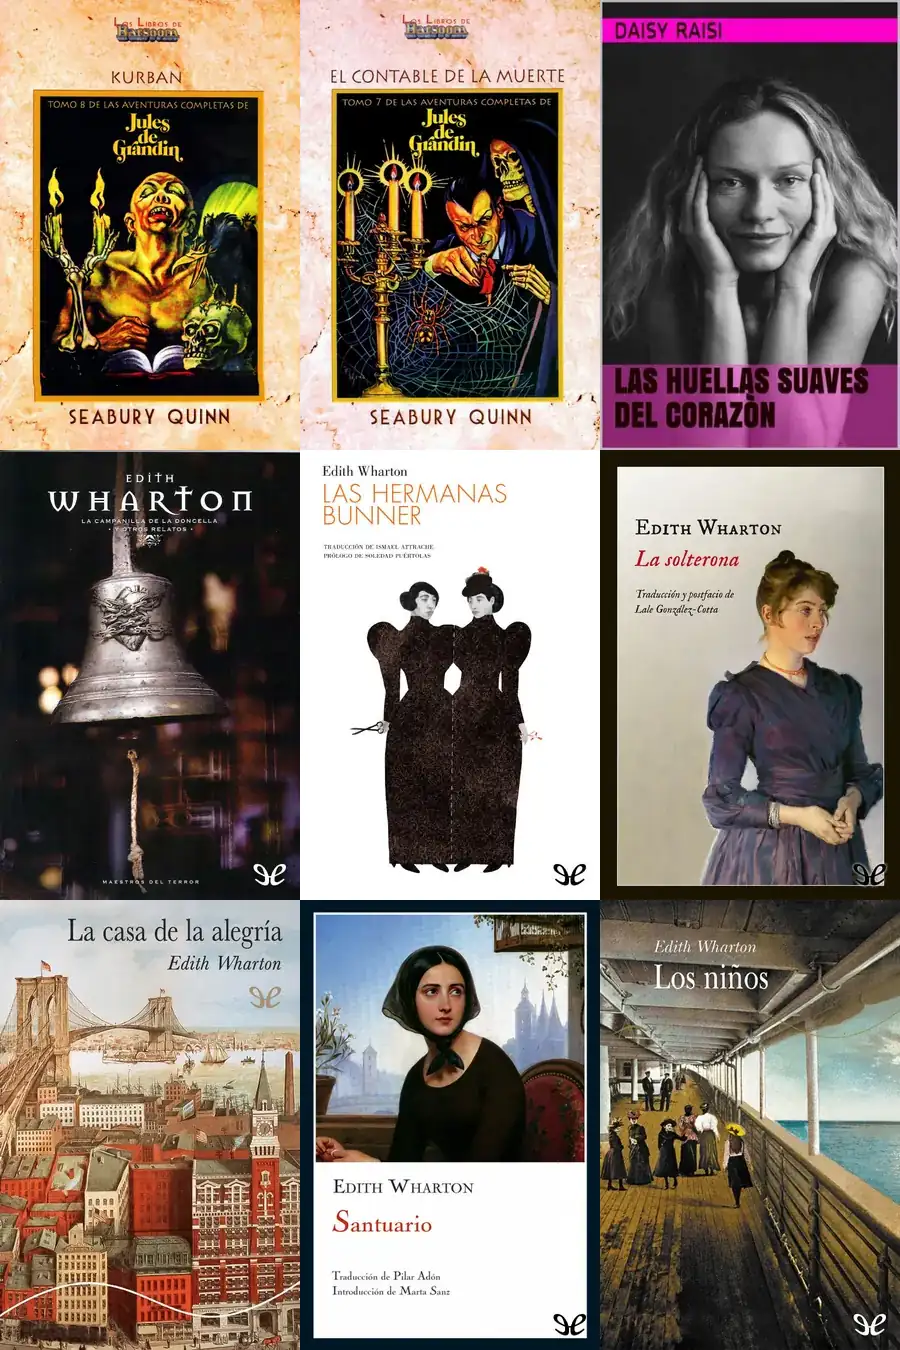 Los Libros de
Barsoom
KURBAN
TOMO 8 DE LAS AVENTURAS COMPLETAS DE
Jules
de
Grandin
SEABURY QUINN
Los Libros de
Barsoom
EL CONTABLE DE LA MUERTE
TOMO 7 DE LAS AVENTURAS COMPLETAS DE
Jules
de
Grandin
SEABURY QUINN
DAISY RAISI
LAS HUELLAS SUAVES
DEL CORAZÒN
EDITH
WHARTON
LA CAMPANILLA DE LA DONCELLA
· Y OTROS RELATOS ·
MAESTROS DEL TERROR
Edith Wharton
LAS HERMANAS
BUNNER
TRADUCCIÓN DE ISMAEL ATTRACHE
PRÓLOGO DE SOLEDAD PUÉRTOLAS
EDITH WHARTON
La solterona
Traducción y postfacio de
Lale González-Cotta
La casa de la alegría
Edith Wharton
EDITH WHARTON
Santuario
Traducción de Pilar Adón
Introducción de Marta Sanz
Edith Wharton
Los niños